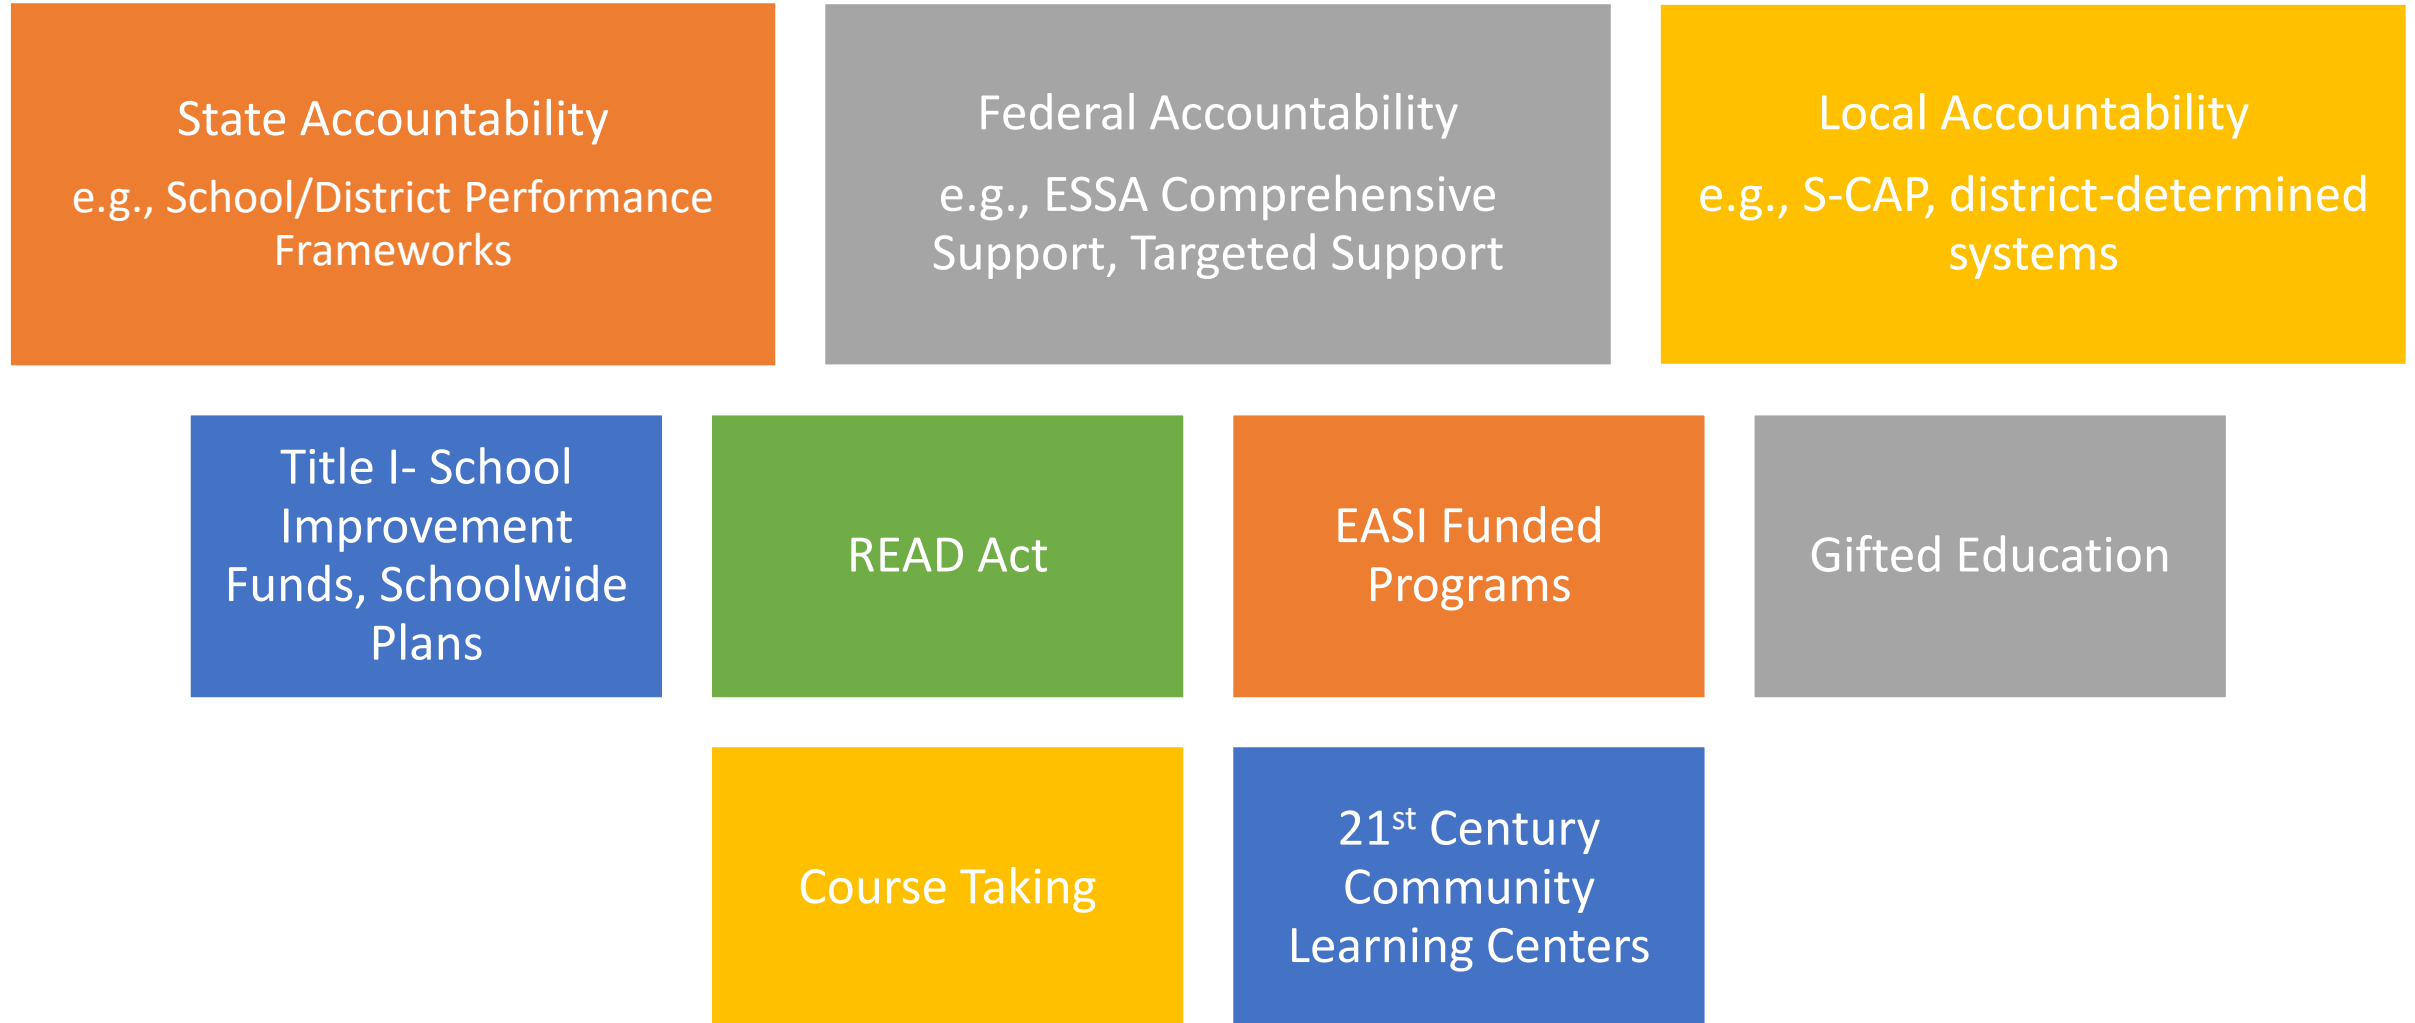 State Accountability
e.g., School/District Performance
Frameworks
Federal Accountability
e.g., ESSA Comprehensive
Support, Targeted Support
Local Accountability
e.g., S-CAP, district-determined
systems
Title I- School
Improvement
Funds, Schoolwide
Plans
READ Act
EASI Funded
Programs
Gifted Education
Course Taking
21st Century
Community
Learning Centers